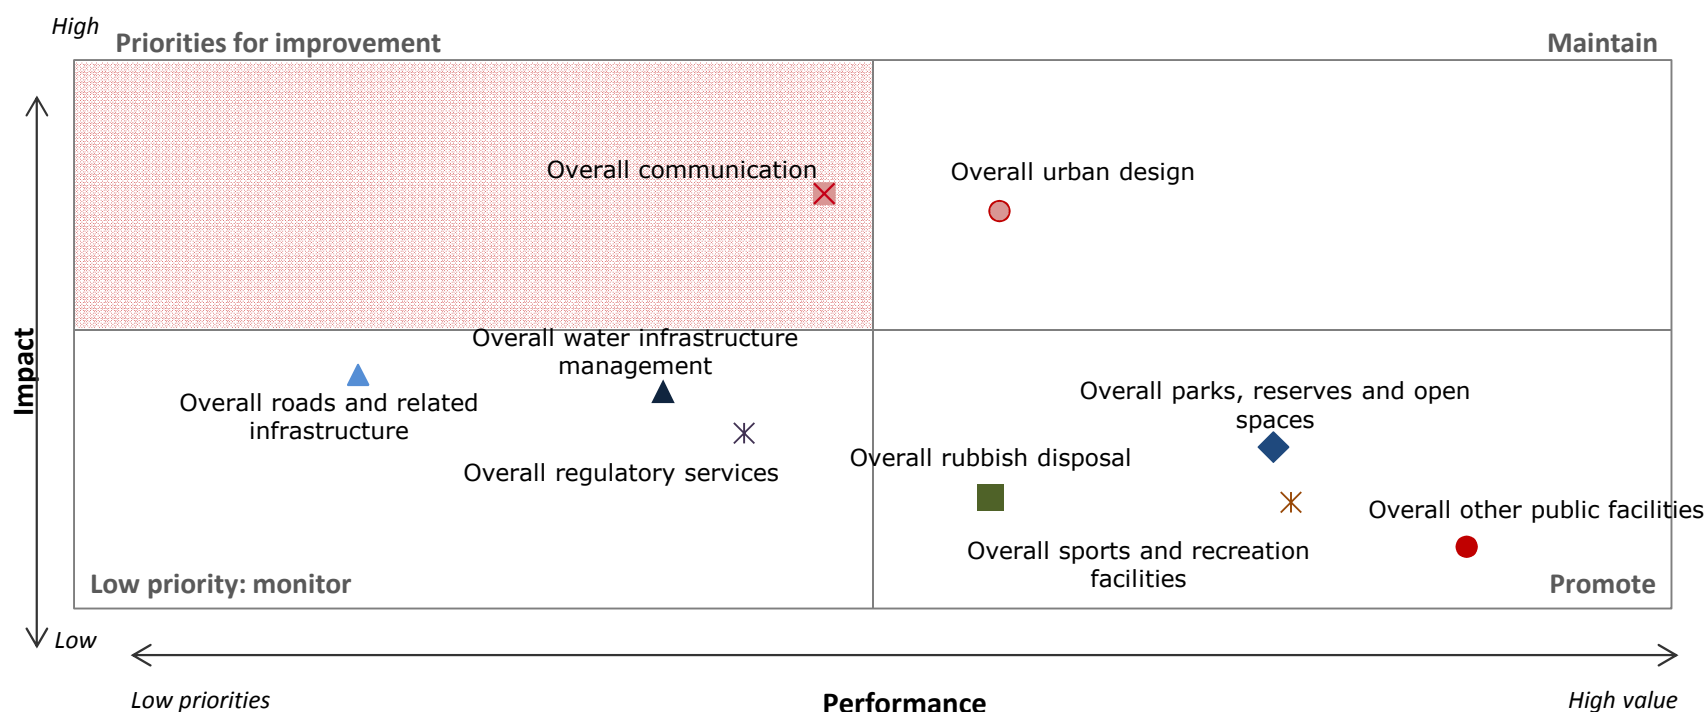 High
Priorities for improvement
Maintain
Overall communication
Overall urban design
Impact
Overall water infrastructure
management
Overall roads and related
infrastructure
Overall regulatory services
Overall parks, reserves and open
spaces
Overall rubbish disposal
Overall other public facilities
Overall sports and recreation
facilities
Low priority: monitor
Promote
Low
Low priorities
Performance
High value